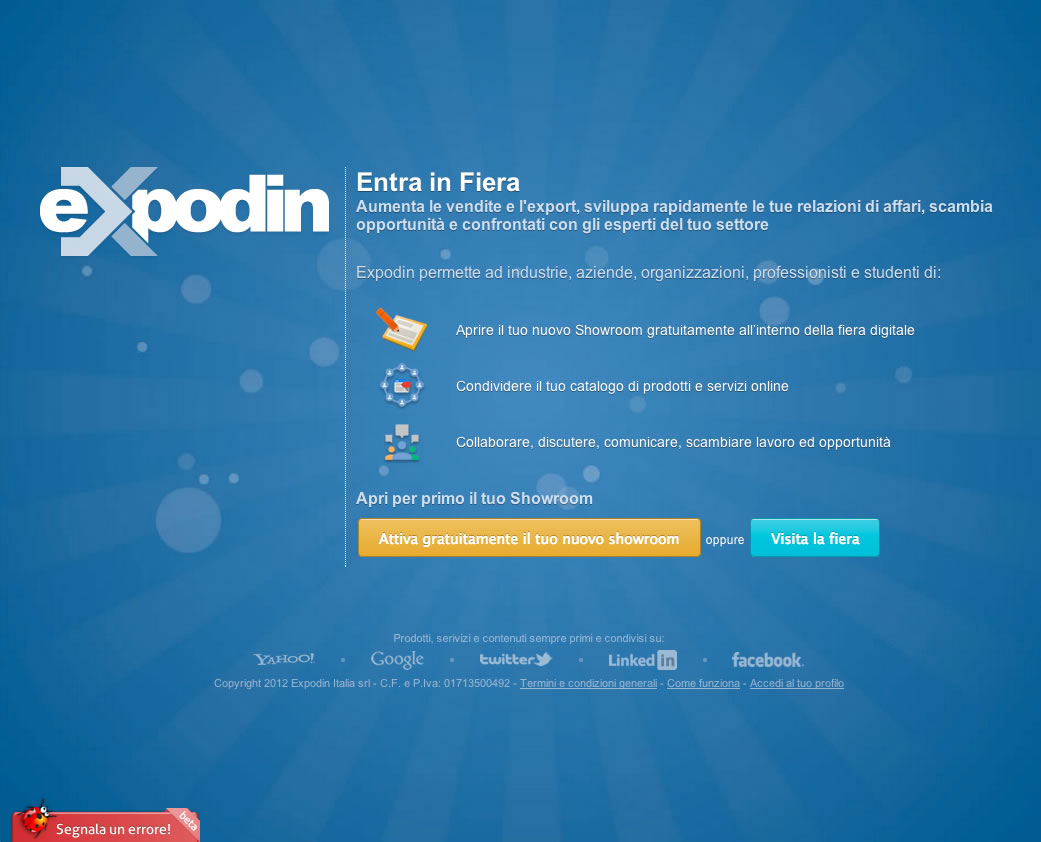 expodin
Entra in Fiera
Aumenta le vendite e l'export, sviluppa rapidamente le tue relazioni di affari, scambia
opportunità e confrontati con gli esperti del tuo settore
Expodin permette ad industrie, aziende, organizzazioni, professionisti e studenti di:
Aprire il tuo nuovo Showroom gratuitamente all'interno della fiera digitale
Condividere il tuo catalogo di prodotti e servizi online
Collaborare, discutere, comunicare, scambiare lavoro ed opportunità
Apri per primo il tuo Showroom
Attiva gratuitamente il tuo nuovo showroom oppure Visita la fiera
Prodotti, serivizi e contenuti sempre primi e condivisi su:
YAHOO! • Google • twitter • Linked in • facebook.
Copyright 2012 Expodin Italia srl - C.F. e P.Iva: 01713500492 - Termini e condizioni generali - Come funziona - Accedi al tuo profilo
Segnala un errore! beta